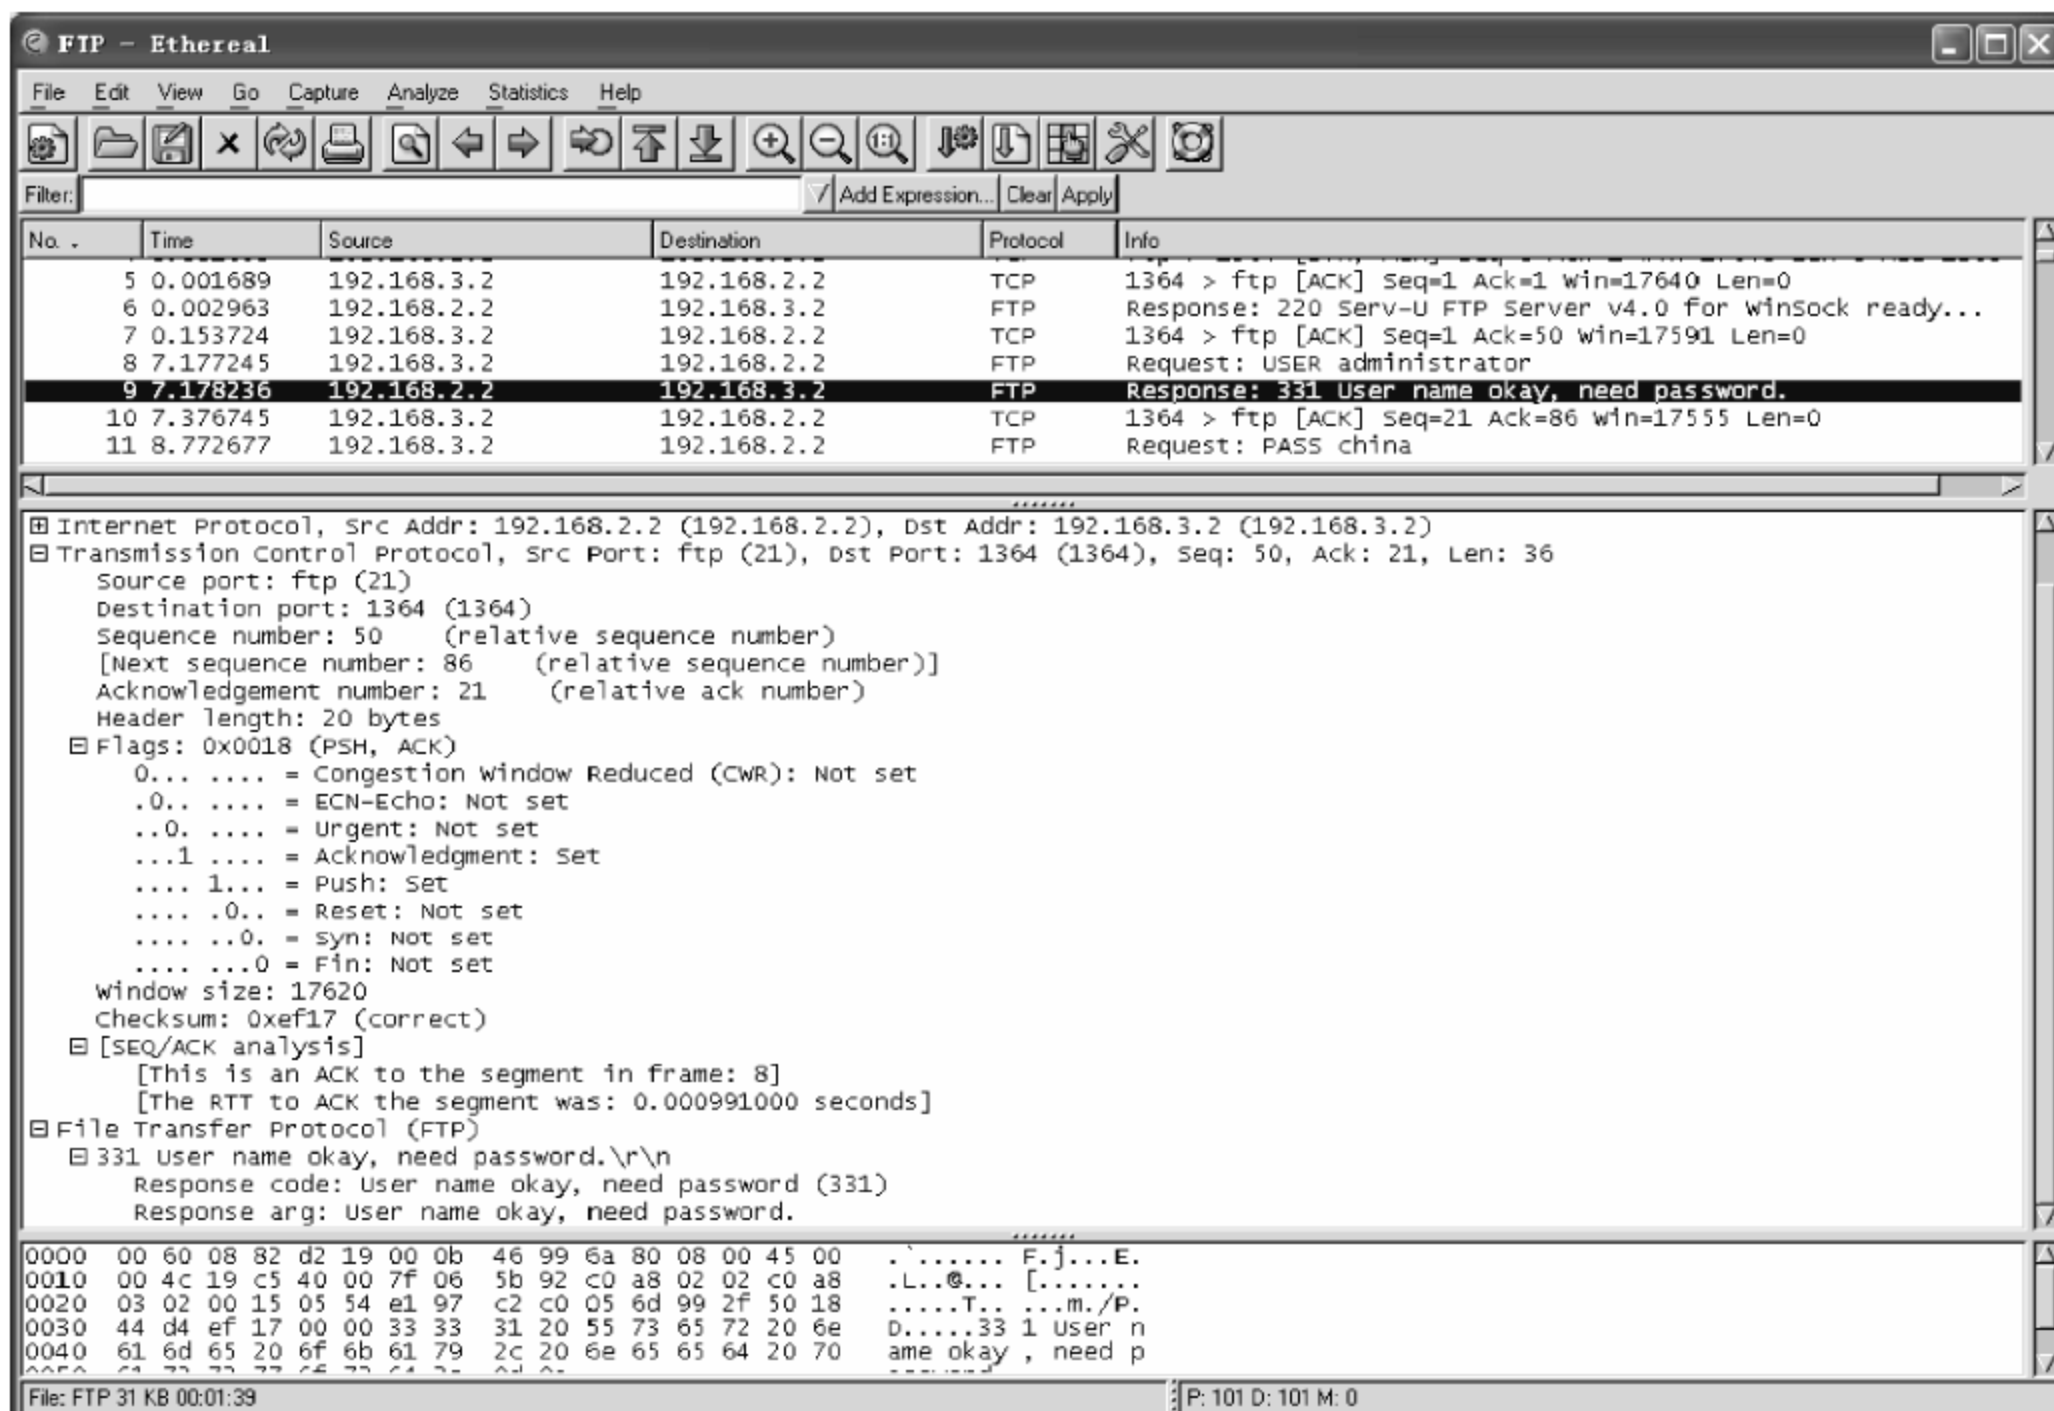 FTP - Ethereal
File Edit View Go Capture Analyze Statistics Help
Filter: Add Expression... Clear Apply
No. Time Source Destination Protocol Info
5 0.001689 192.168.3.2 192.168.2.2 TCP 1364 > ftp [ACK] Seq=1 Ack=1 Win=17640 Len=0
6 0.002963 192.168.2.2 192.168.3.2 FTP Response: 220 Serv-U FTP Server v4.0 for WinSock ready...
7 0.153724 192.168.3.2 192.168.2.2 TCP 1364 > ftp [ACK] Seq=1 Ack=50 Win=17591 Len=0
8 7.177245 192.168.3.2 192.168.2.2 FTP Request: USER administrator
9 7.178236 192.168.2.2 192.168.3.2 FTP Response: 331 User name okay, need password.
10 7.376745 192.168.3.2 192.168.2.2 TCP 1364 > ftp [ACK] Seq=21 Ack=86 Win=17555 Len=0
11 8.772677 192.168.3.2 192.168.2.2 FTP Request: PASS china
Internet Protocol, Src Addr: 192.168.2.2 (192.168.2.2), Dst Addr: 192.168.3.2 (192.168.3.2)
Transmission Control Protocol, Src Port: ftp (21), Dst Port: 1364 (1364), Seq: 50, Ack: 21, Len: 36
Source port: ftp (21)
Destination port: 1364 (1364)
Sequence number: 50 (relative sequence number)
[Next sequence number: 86 (relative sequence number)]
Acknowledgement number: 21 (relative ack number)
Header length: 20 bytes
Flags: 0x0018 (PSH, ACK)
0... .... = Congestion Window Reduced (CWR): Not set
.0.. .... = ECN-Echo: Not set
..0. .... = Urgent: Not set
...1 .... = Acknowledgment: Set
.... 1... = Push: Set
.... .0.. = Reset: Not set
.... ..0. = Syn: Not set
.... ...0 = Fin: Not set
Window size: 17620
Checksum: 0xef17 (correct)
[SEQ/ACK analysis]
[This is an ACK to the segment in frame: 8]
[The RTT to ACK the segment was: 0.000991000 seconds]
File Transfer Protocol (FTP)
331 User name okay, need password.\r\n
Response code: User name okay, need password (331)
Response arg: User name okay, need password.
0000 00 60 08 82 d2 19 00 0b 46 99 6a 80 08 00 45 00 .`...... F.j...E.
0010 00 4c 19 c5 40 00 7f 06 5b 92 c0 a8 02 02 c0 a8 .L..@... [.......
0020 03 02 00 15 05 54 e1 97 c2 c0 05 6d 99 2f 50 18 .....T.. ...m./P.
0030 44 d4 ef 17 00 00 33 33 31 20 55 73 65 72 20 6e D.....33 1 User n
0040 61 6d 65 20 6f 6b 61 79 2c 20 6e 65 65 64 20 70 ame okay , need p
File: FTP 31 KB 00:01:39 P: 101 D: 101 M: 0